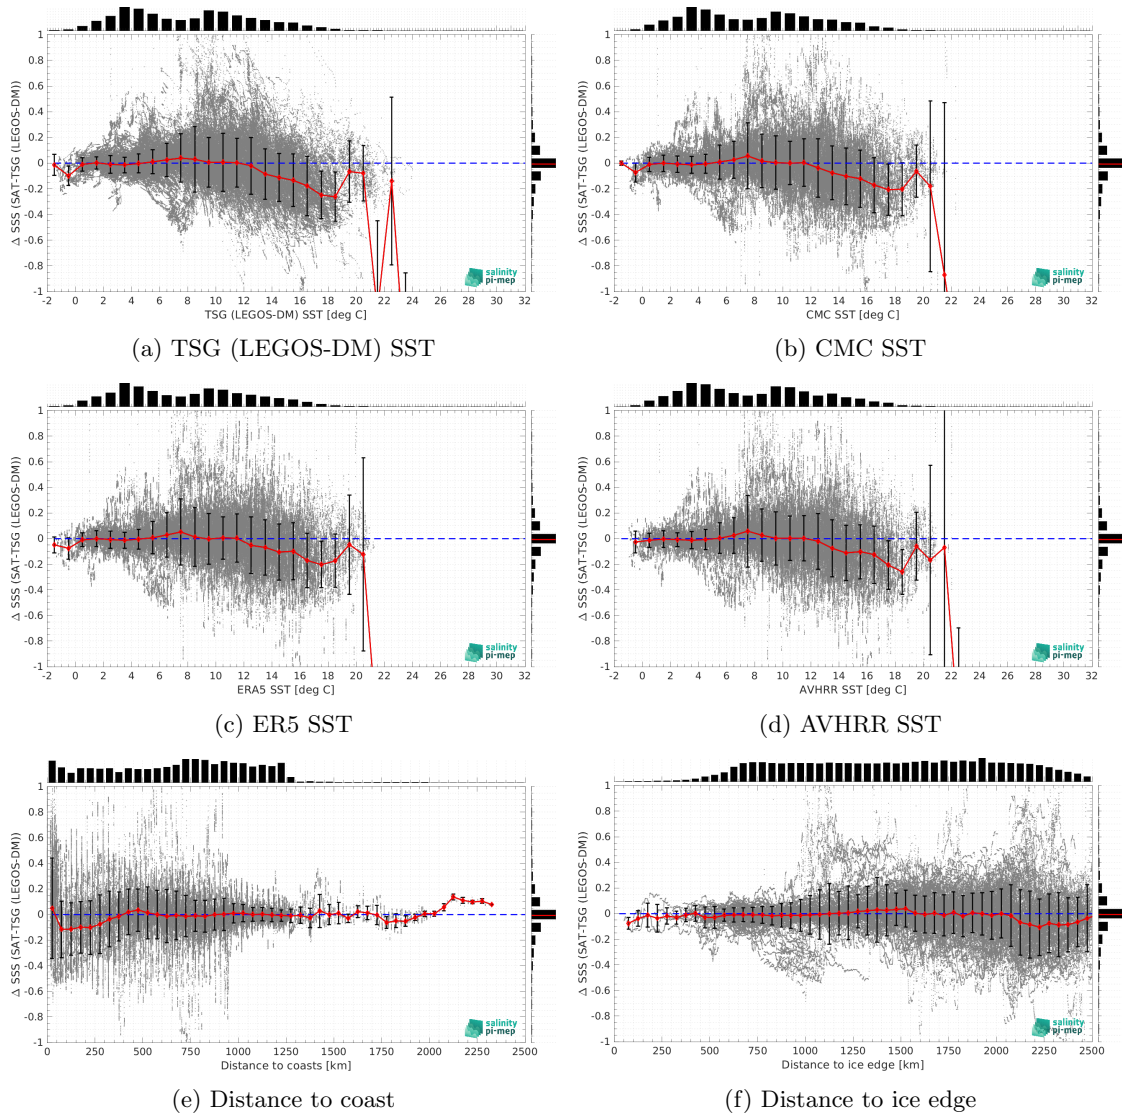 1
0.8
0.6
0.4
0.2
0
-0.2
-0.4
-0.6
-0.8
-1
Δ SSS (SAT-TSG (LEGOS-DM))
-2 0 2 4 6 8 10 12 14 16 18 20 22 24 26 28 30 32
TSG (LEGOS-DM) SST [deg C]
salinity
pi-mep
(a) TSG (LEGOS-DM) SST
1
0.8
0.6
0.4
0.2
0
-0.2
-0.4
-0.6
-0.8
-1
Δ SSS (SAT-TSG (LEGOS-DM))
-2 0 2 4 6 8 10 12 14 16 18 20 22 24 26 28 30 32
CMC SST [deg C]
salinity
pi-mep
(b) CMC SST
1
0.8
0.6
0.4
0.2
0
-0.2
-0.4
-0.6
-0.8
-1
Δ SSS (SAT-TSG (LEGOS-DM))
-2 0 2 4 6 8 10 12 14 16 18 20 22 24 26 28 30 32
ERA5 SST [deg C]
salinity
pi-mep
(c) ER5 SST
1
0.8
0.6
0.4
0.2
0
-0.2
-0.4
-0.6
-0.8
-1
Δ SSS (SAT-TSG (LEGOS-DM))
-2 0 2 4 6 8 10 12 14 16 18 20 22 24 26 28 30 32
AVHRR SST [deg C]
salinity
pi-mep
(d) AVHRR SST
1
0.8
0.6
0.4
0.2
0
-0.2
-0.4
-0.6
-0.8
-1
Δ SSS (SAT-TSG (LEGOS-DM))
0 250 500 750 1000 1250 1500 1750 2000 2250 2500
Distance to coasts [km]
salinity
pi-mep
(e) Distance to coast
1
0.8
0.6
0.4
0.2
0
-0.2
-0.4
-0.6
-0.8
-1
Δ SSS (SAT-TSG (LEGOS-DM))
0 250 500 750 1000 1250 1500 1750 2000 2250 2500
Distance to ice edge [km]
salinity
pi-mep
(f) Distance to ice edge